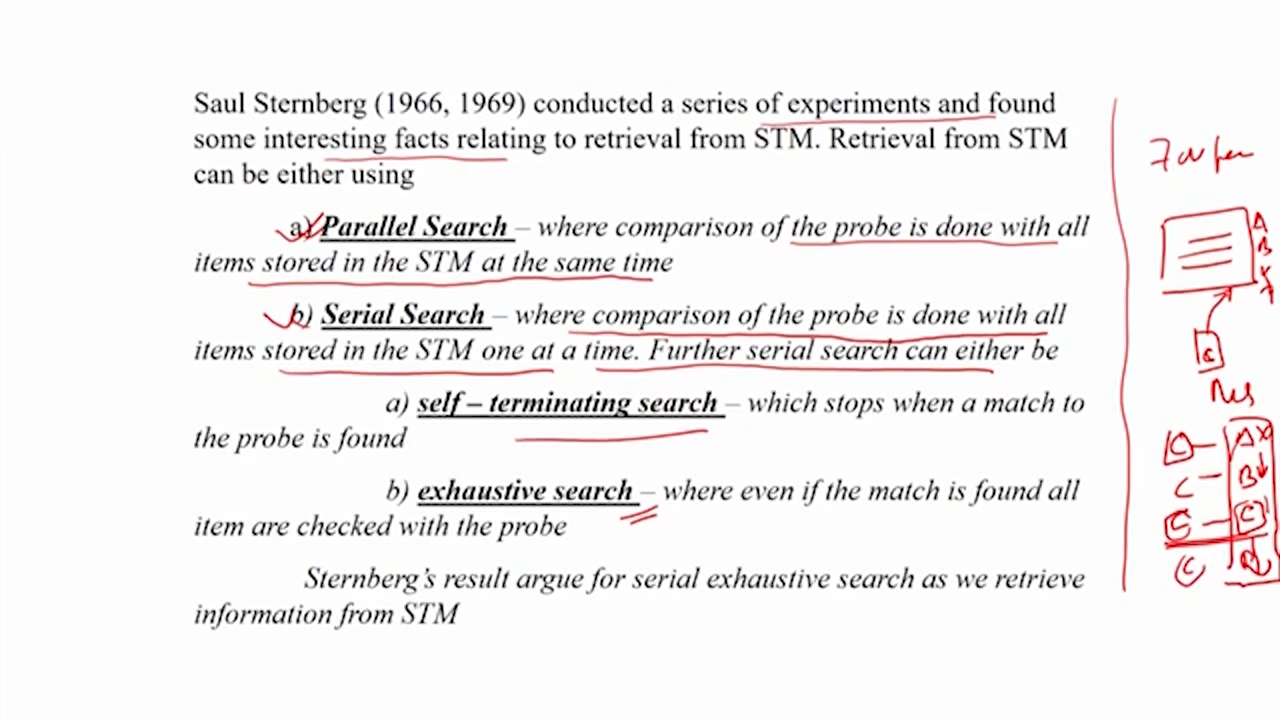 Saul Sternberg (1966, 1969) conducted a series of experiments and found
some interesting facts relating to retrieval from STM. Retrieval from STM
can be either using
a) Parallel Search – where comparison of the probe is done with all
items stored in the STM at the same time
b) Serial Search – where comparison of the probe is done with all
items stored in the STM one at a time. Further serial search can either be
a) self – terminating search – which stops when a match to
the probe is found
b) exhaustive search – where even if the match is found all
item are checked with the probe
Sternberg’s result argue for serial exhaustive search as we retrieve
information from STM
A
B
C
A
C B
C C
C